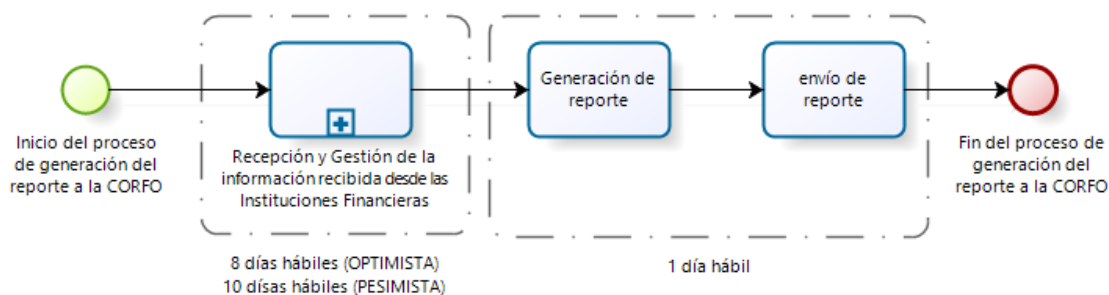 Inicio del proceso
de generación del
reporte a la CORFO
Recepción y Gestión de la
información recibida desde las
Instituciones Financieras
8 días hábiles (OPTIMISTA)
10 dísas hábiles (PESIMISTA)
Generación de
reporte
envío de
reporte
1 día hábil
Fin del proceso de
generación del
reporte a la CORFO